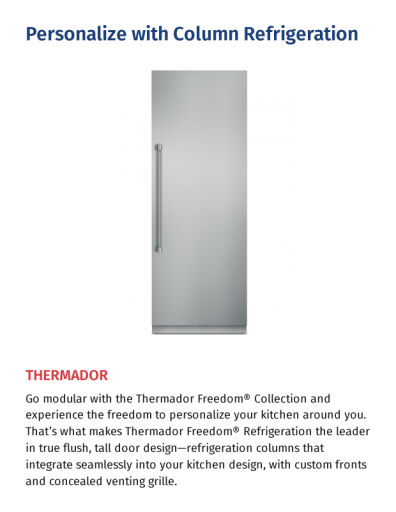 Personalize with Column Refrigeration
THERMADOR
Go modular with the Thermador Freedom® Collection and
experience the freedom to personalize your kitchen around you.
That’s what makes Thermador Freedom® Refrigeration the leader
in true flush, tall door design—refrigeration columns that
integrate seamlessly into your kitchen design, with custom fronts
and concealed venting grille.